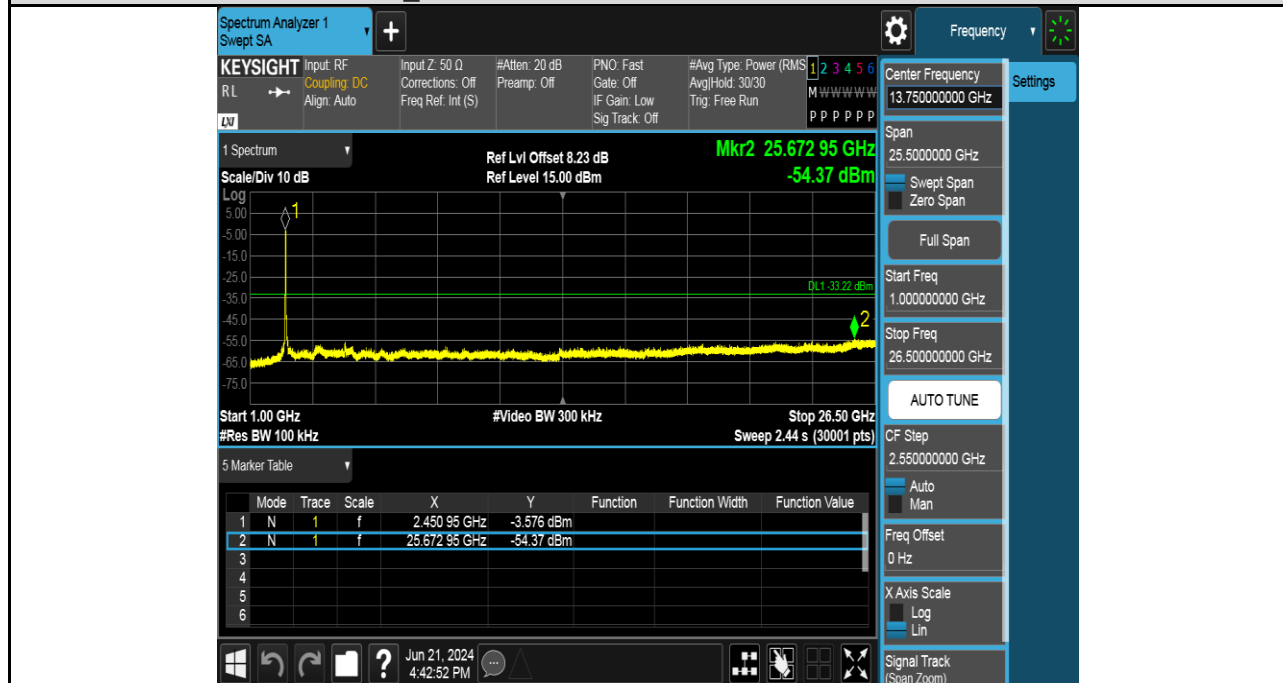 Spectrum Analyzer 1
Swept SA
+
Frequency
KEYSIGHT
RL
LXI
Input: RF
Coupling: DC
Align: Auto
Input Z: 50 Ω
Corrections: Off
Freq Ref: Int (S)
#Atten: 20 dB
Preamp: Off
PNO: Fast
Gate: Off
IF Gain: Low
Sig Track: Off
#Avg Type: Power (RMS
Avg|Hold: 30/30
Trig: Free Run
1 2 3 4 5 6
M W W W W W
P P P P P P
1 Spectrum
Scale/Div 10 dB
Ref Lvl Offset 8.23 dB
Ref Level 15.00 dBm
Mkr2 25.672 95 GHz
-54.37 dBm
Log
5.00
-5.00
-15.0
-25.0
-35.0
-45.0
-55.0
-65.0
-75.0
1
DL1 -33.22 dBm
2
Start 1.00 GHz
#Video BW 300 kHz
Stop 26.50 GHz
#Res BW 100 kHz
Sweep 2.44 s (30001 pts)
5 Marker Table
Mode Trace Scale X Y Function Function Width Function Value
1 N 1 f 2.450 95 GHz -3.576 dBm
2 N 1 f 25.672 95 GHz -54.37 dBm
3
4
5
6
?
Jun 21, 2024
4:42:52 PM
Center Frequency
13.750000000 GHz
Settings
Span
25.5000000 GHz
Swept Span
Zero Span
Full Span
Start Freq
1.000000000 GHz
Stop Freq
26.500000000 GHz
AUTO TUNE
CF Step
2.550000000 GHz
Auto
Man
Freq Offset
0 Hz
X Axis Scale
Log
Lin
Signal Track
(Span Zoom)